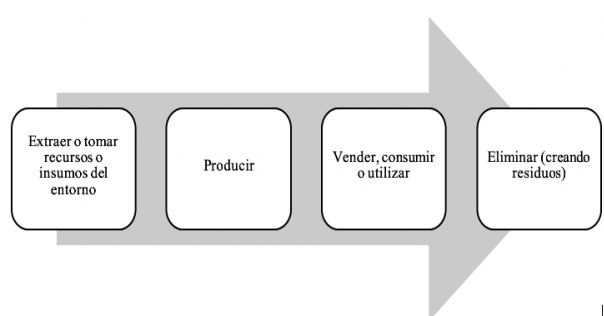 Extraer o tomar
recursos o
insumos del
entorno
Producir
Vender, consumir
o utilizar
Eliminar (creando
residuos)